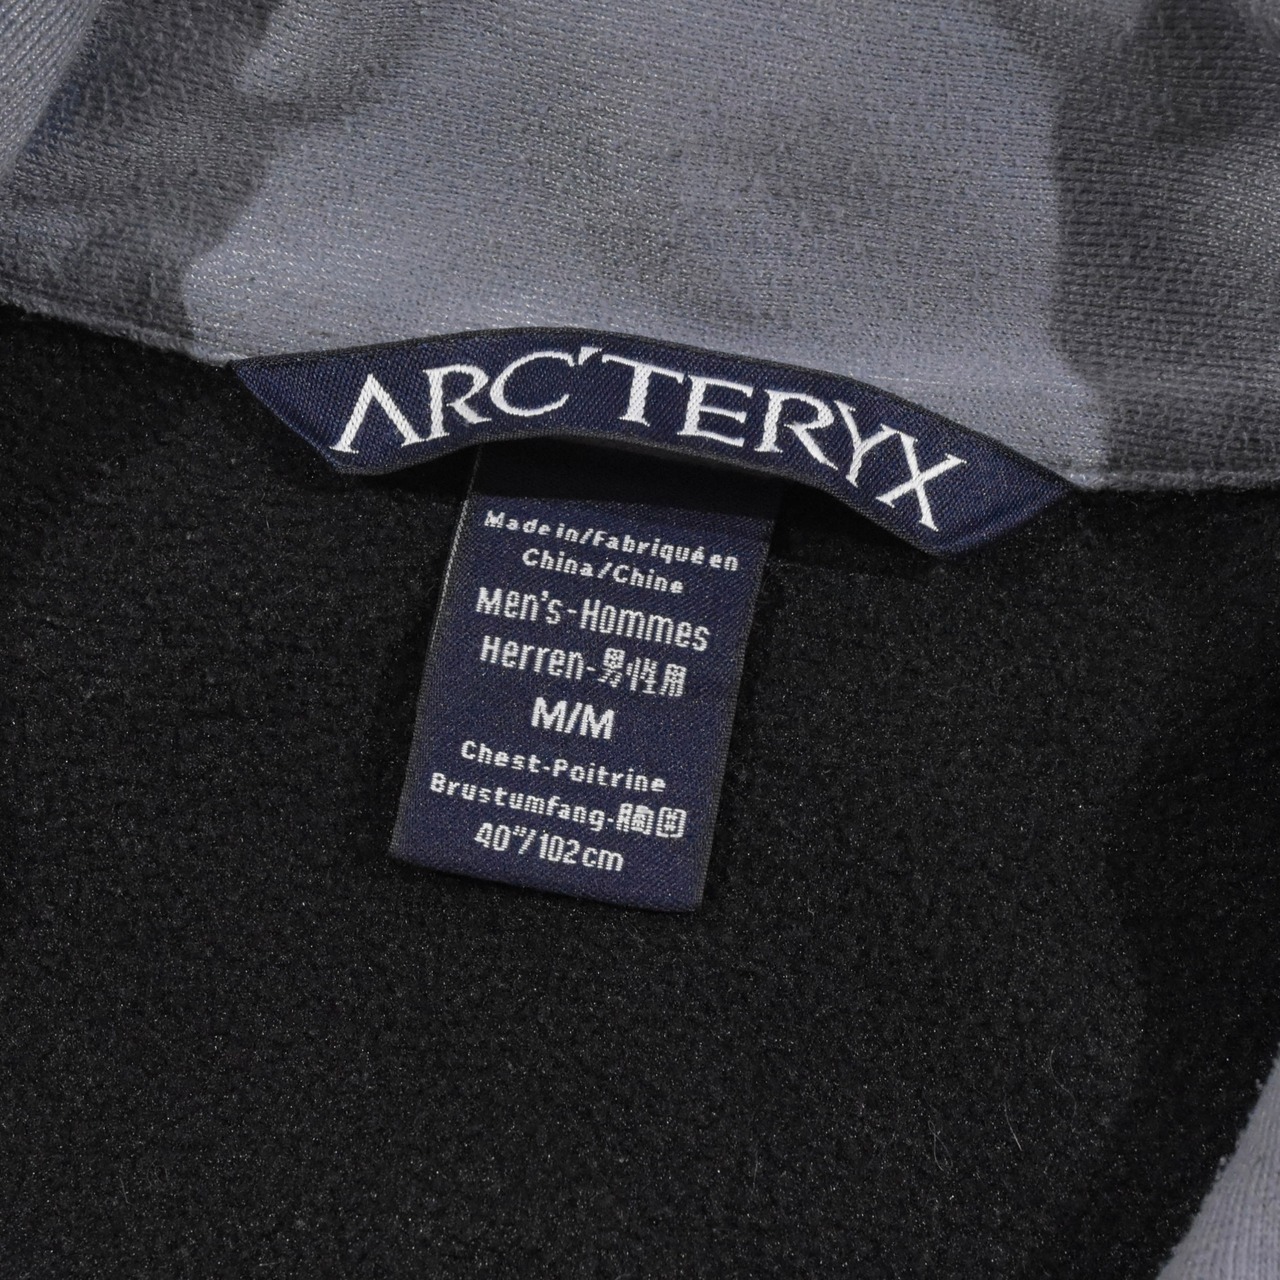 ARC'TERYX
Made in/Fabriqué en
China/Chine
Men's-Hommes
Herren-男性用
M/M
Chest-Poitrine
Brustumfang-胸囲
40"/102cm